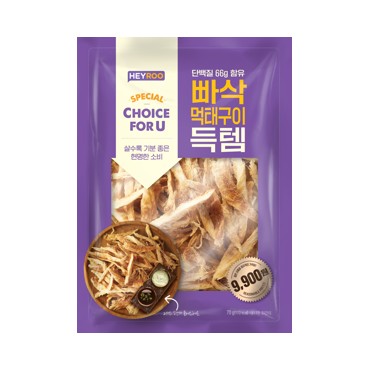 HEYROO
단백질 66g 함유
SPECIAL
CHOICE
FOR U
살수록 기분 좋은
현명한 소비
빠삭
먹태구이
득템
9,900원